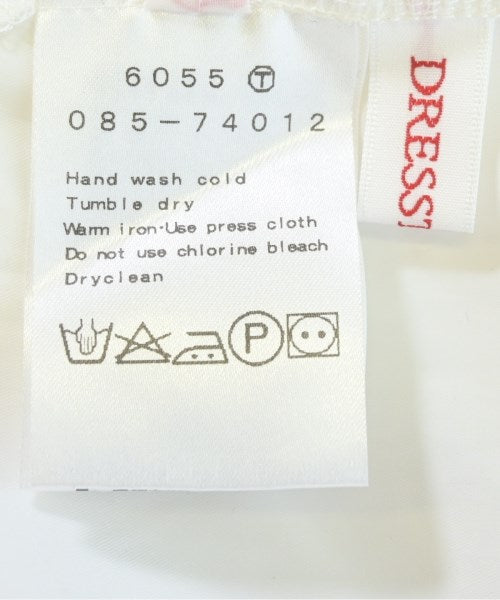 6055 Ⓣ
085-74012
Hand wash cold
Tumble dry
Warm iron·Use press cloth
Do not use chlorine bleach
Dryclean
P
DRESS